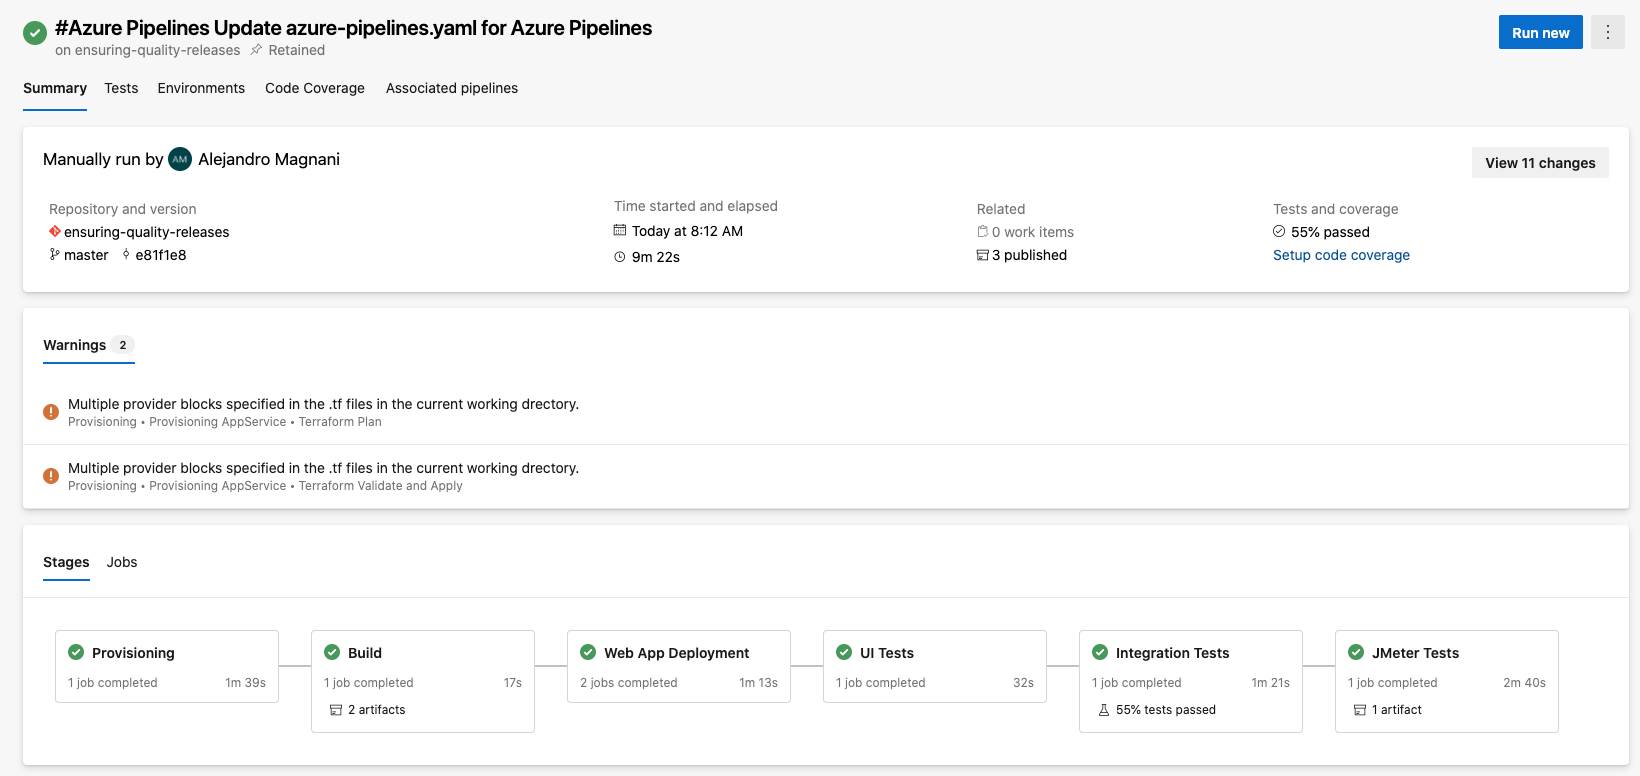 #Azure Pipelines Update azure-pipelines.yaml for Azure Pipelines
on ensuring-quality-releases Retained
Run new
Summary Tests Environments Code Coverage Associated pipelines
Manually run by AM Alejandro Magnani
View 11 changes
Repository and version
ensuring-quality-releases
master e81f1e8
Time started and elapsed
Today at 8:12 AM
9m 22s
Related
0 work items
3 published
Tests and coverage
55% passed
Setup code coverage
Warnings 2
Multiple provider blocks specified in the .tf files in the current working drectory.
Provisioning • Provisioning AppService • Terraform Plan
Multiple provider blocks specified in the .tf files in the current working drectory.
Provisioning • Provisioning AppService • Terraform Validate and Apply
Stages Jobs
Provisioning
1 job completed 1m 39s
Build
1 job completed 17s
2 artifacts
Web App Deployment
2 jobs completed 1m 13s
UI Tests
1 job completed 32s
Integration Tests
1 job completed 1m 21s
55% tests passed
JMeter Tests
1 job completed 2m 40s
1 artifact